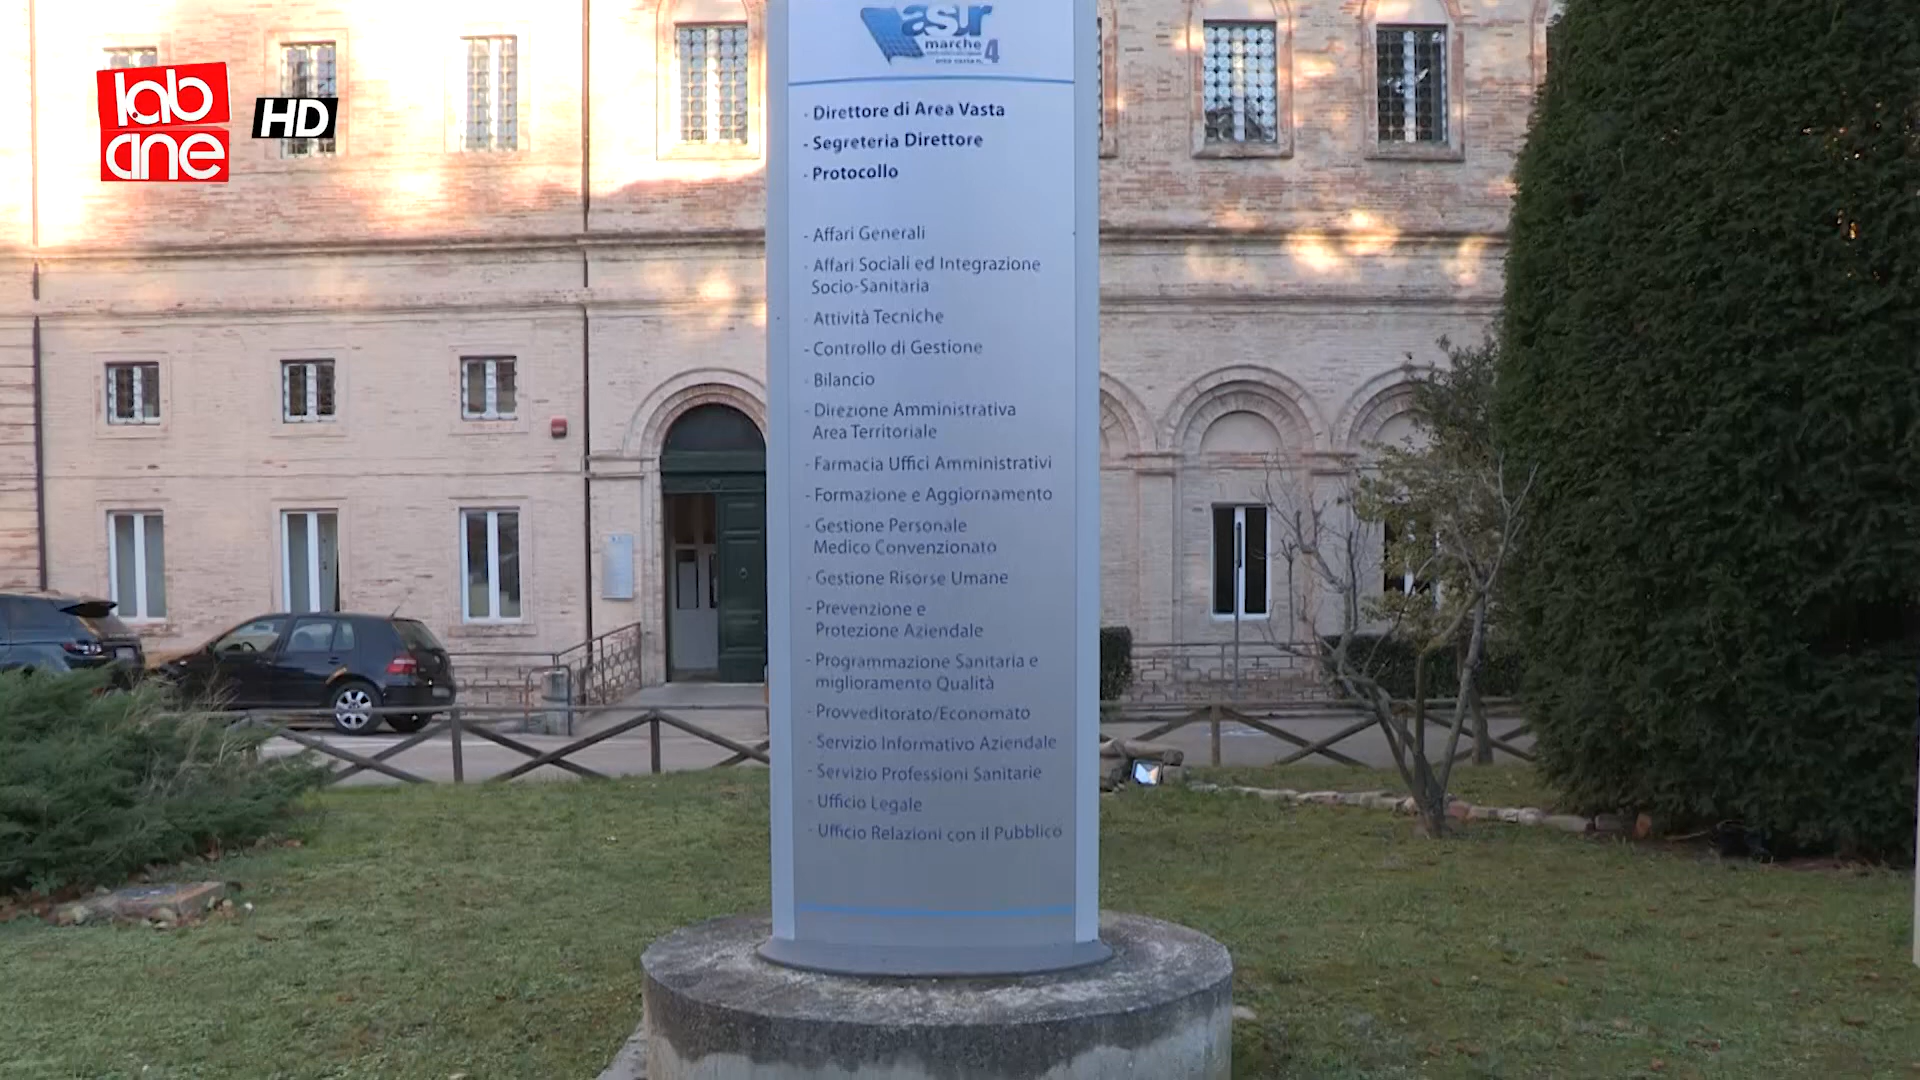 lab
cine
HD
asur
marche
4
- Direttore di Area Vasta
- Segreteria Direttore
- Protocollo
- Affari Generali
- Affari Sociali ed Integrazione
Socio-Sanitaria
- Attività Tecniche
- Controllo di Gestione
- Bilancio
- Direzione Amministrativa
Area Territoriale
- Farmacia Uffici Amministrativi
- Formazione e Aggiornamento
- Gestione Personale
Medico Convenzionato
- Gestione Risorse Umane
- Prevenzione e
Protezione Aziendale
- Programmazione Sanitaria e
miglioramento Qualità
- Provveditorato/Economato
- Servizio Informativo Aziendale
- Servizio Professioni Sanitarie
- Ufficio Legale
- Ufficio Relazioni con il Pubblico